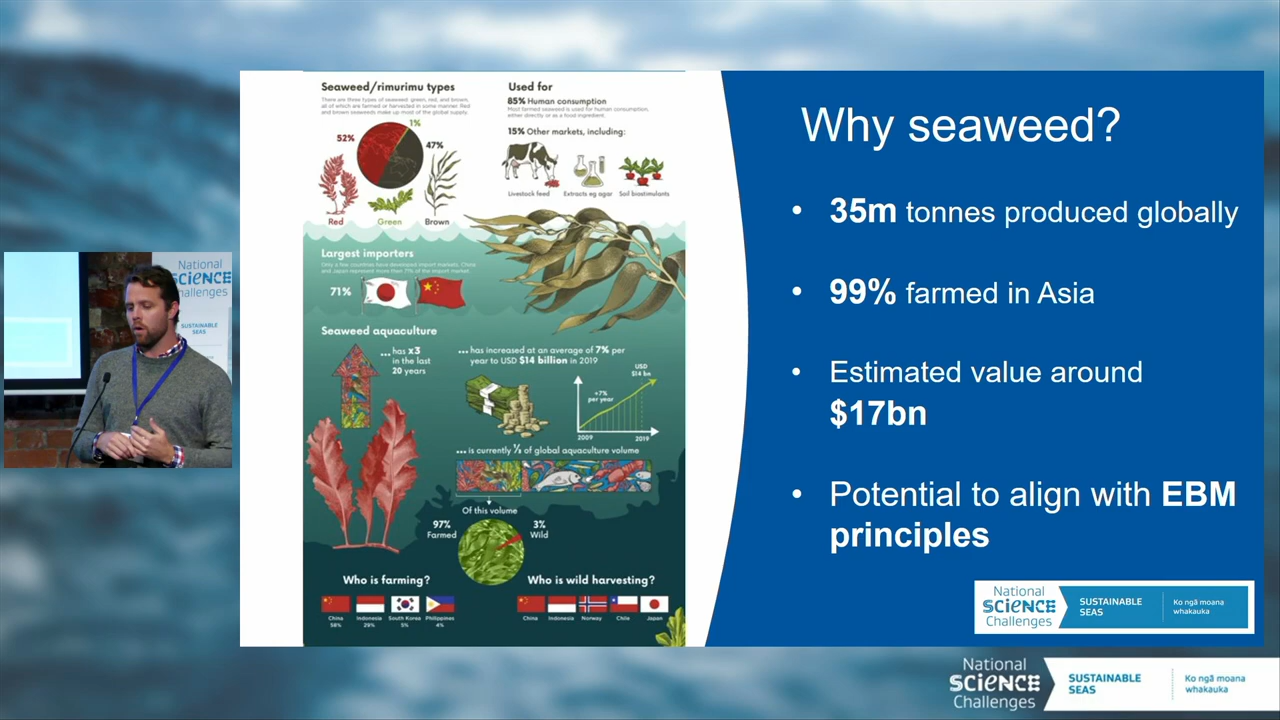 Seaweed/rimurimu types
There are three types of seaweed: green, red, and brown,
all of which are farmed or harvested in some manner. Red
and brown seaweeds make up most of the global supply.
52%
1%
47%
Red
Green
Brown
Used for
85% Human consumption
Most farmed seaweed is used for human consumption,
either directly or as a food ingredient.
15% Other markets, including:
Livestock feed
Extracts eg agar
Soil biostimulants
Largest importers
Only a few countries have developed import markets. China
and Japan represent more than 71% of the import market.
71%
Seaweed aquaculture
... has x3
in the last
20 years
... has increased at an average of 7% per
year to USD $14 billion in 2019
USD
$14 bn
+7%
per year
2009
2019
... is currently ⅓ of global aquaculture volume
Of this volume
97%
Farmed
3%
Wild
Who is farming?
China
58%
Indonesia
29%
South Korea
5%
Philippines
4%
Who is wild harvesting?
China
Indonesia
Norway
Chile
Japan
Why seaweed?
• 35m tonnes produced globally
• 99% farmed in Asia
• Estimated value around
$17bn
• Potential to align with EBM
principles
National
SCIENCE
Challenges
SUSTAINABLE
SEAS
Ko ngā moana
whakauka
National
SCIENCE
Challenges
SUSTAINABLE
SEAS
National
SCIENCE
Challenges
SUSTAINABLE
SEAS
Ko ngā moana
whakauka